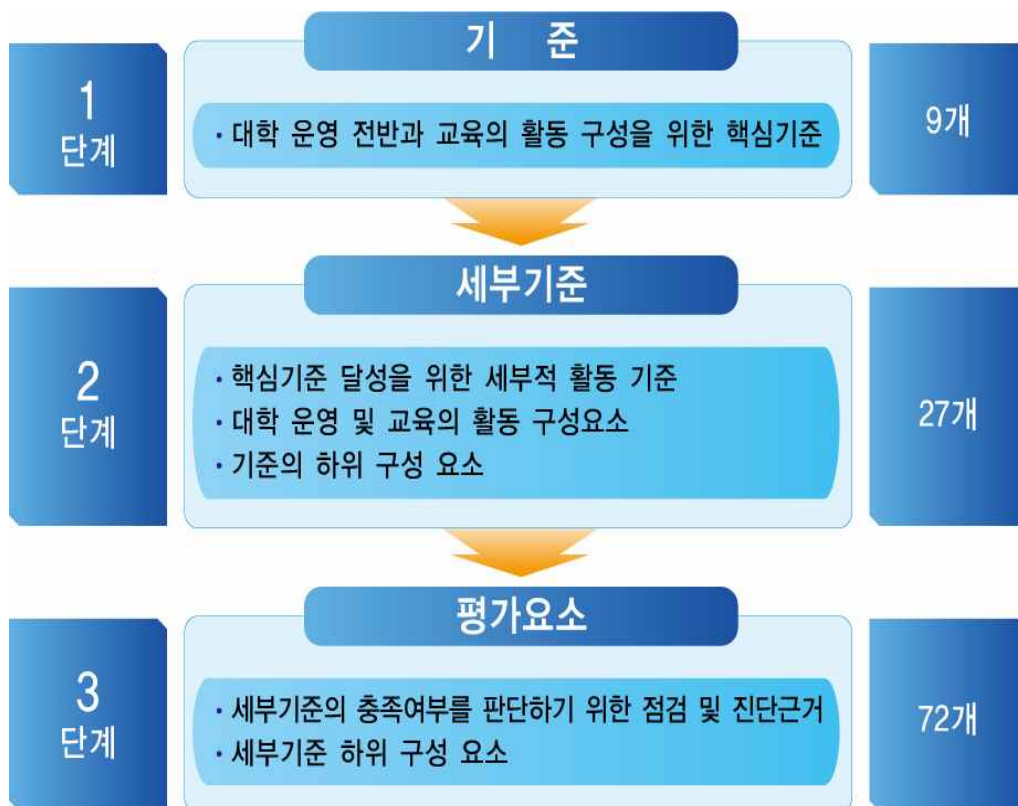 기 준
1
단계
· 대학 운영 전반과 교육의 활동 구성을 위한 핵심기준
9개
세부기준
2
단계
· 핵심기준 달성을 위한 세부적 활동 기준
· 대학 운영 및 교육의 활동 구성요소
· 기준의 하위 구성 요소
27개
평가요소
3
단계
· 세부기준의 충족여부를 판단하기 위한 점검 및 진단근거
· 세부기준 하위 구성 요소
72개